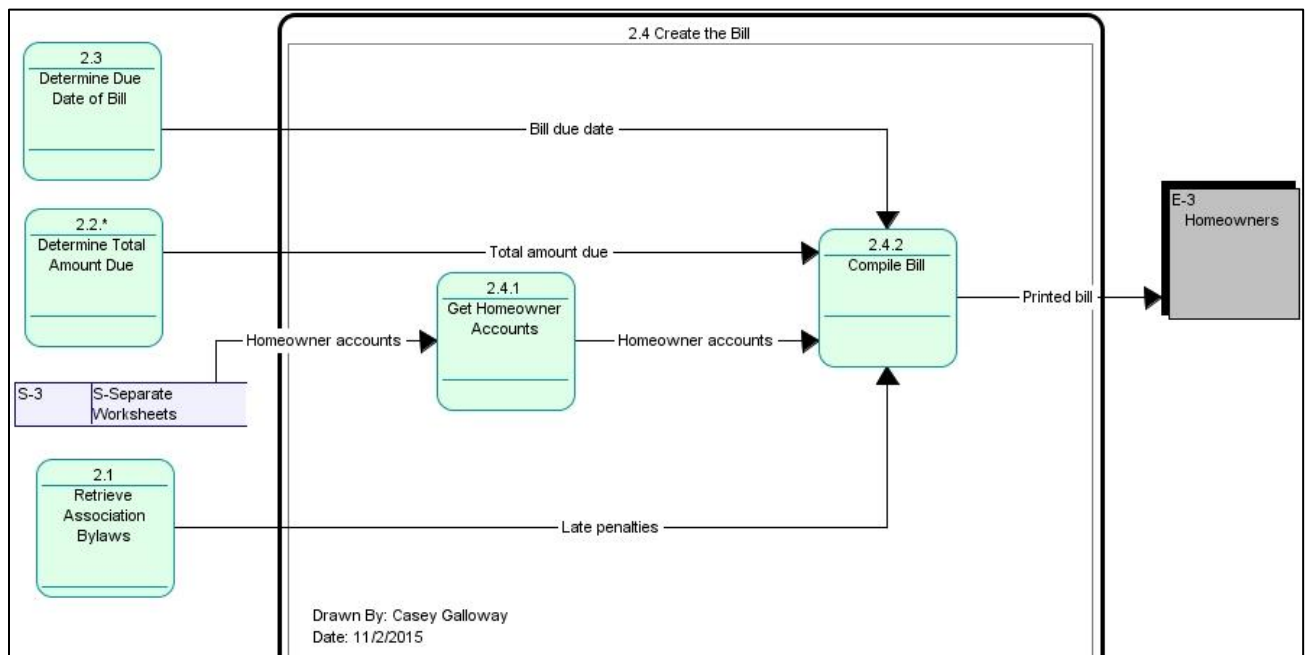 2.4 Create the Bill
2.3
Determine Due
Date of Bill
Bill due date
2.2.*
Determine Total
Amount Due
Total amount due
2.4.2
Compile Bill
E-3
Homeowners
Printed bill
2.4.1
Get Homeowner
Accounts
Homeowner accounts
Homeowner accounts
S-3
S-Separate
Worksheets
2.1
Retrieve
Association
Bylaws
Late penalties
Drawn By: Casey Galloway
Date: 11/2/2015